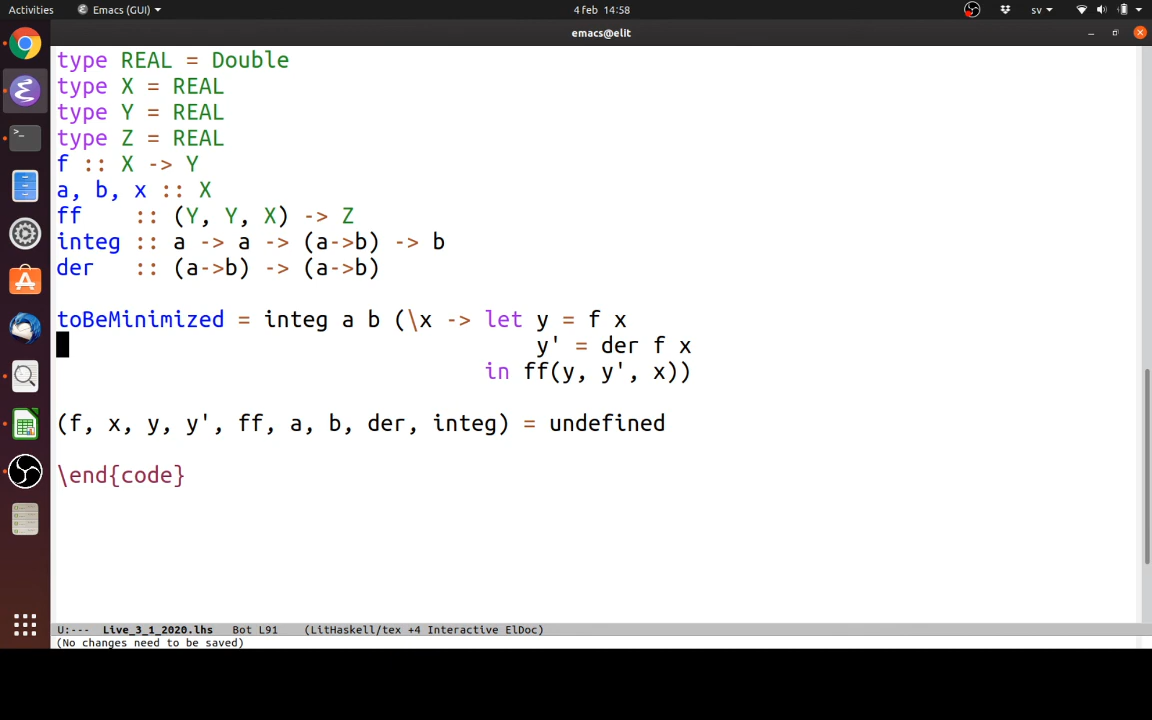 Activities
Emacs (GUI)
4 feb 14:58
sv
emacs@elit
type REAL = Double
type X = REAL
type Y = REAL
type Z = REAL
f :: X -> Y
a, b, x :: X
ff    :: (Y, Y, X) -> Z
integ :: a -> a -> (a->b) -> b
der   :: (a->b) -> (a->b)
toBeMinimized = integ a b (\x -> let y = f x
y' = der f x
in ff(y, y', x))
(f, x, y, y', ff, a, b, der, integ) = undefined
\end{code}
U:---  Live_3_1_2020.lhs   Bot L91    (LitHaskell/tex +4 Interactive ElDoc)
(No changes need to be saved)